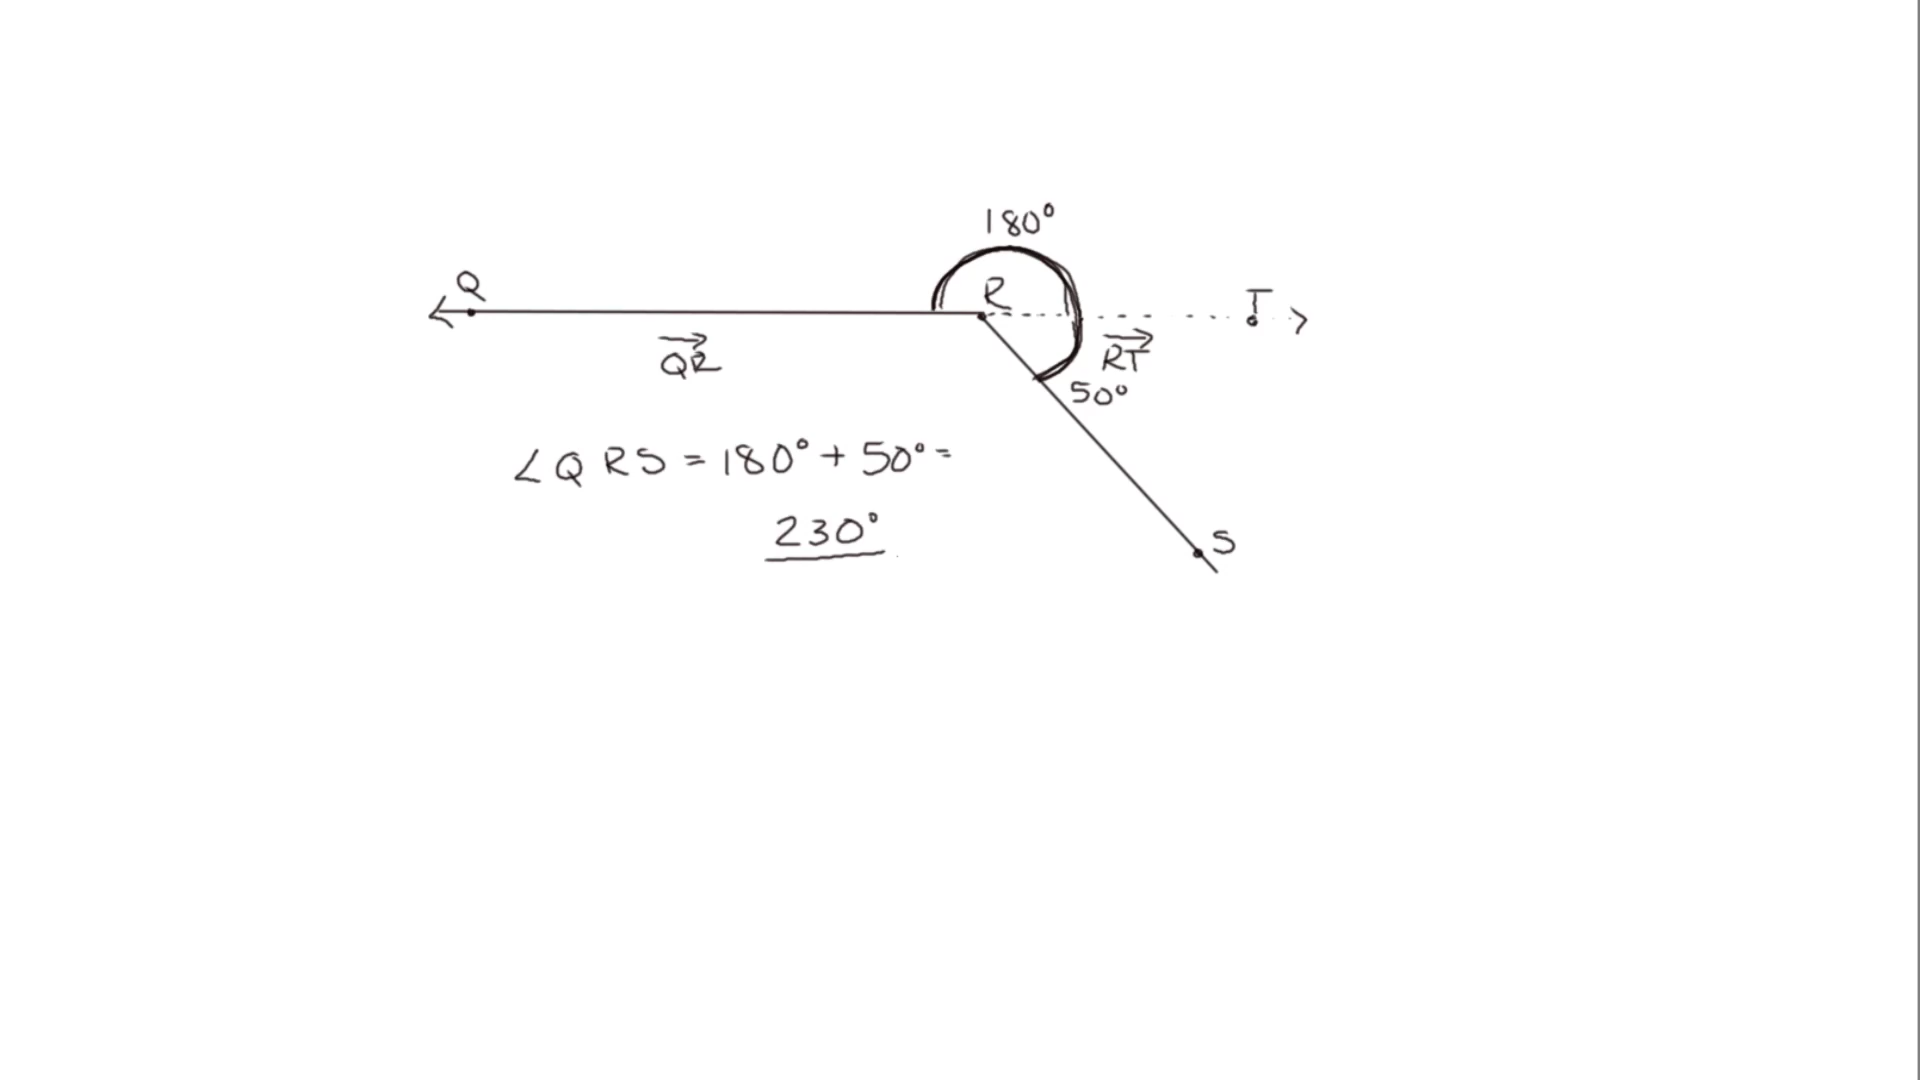 180°
Q
R
T
QR
RT
50°
∠QRS = 180° + 50° =
230°
S